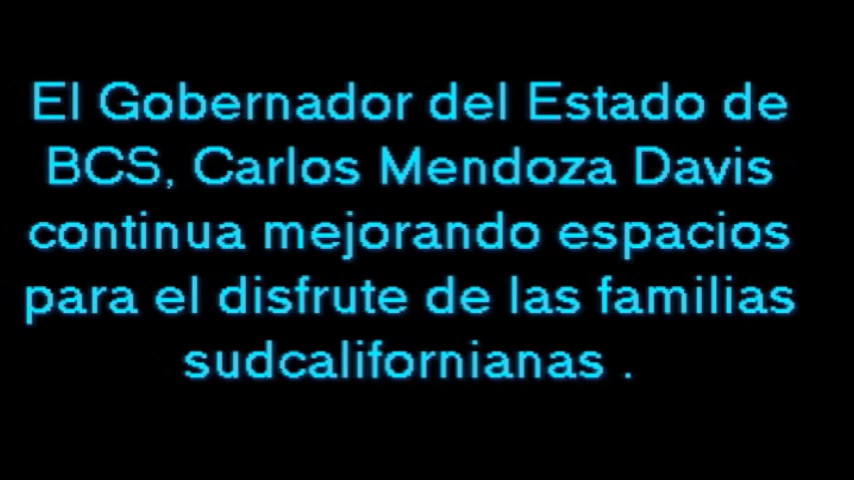 El Gobernador del Estado de
BCS, Carlos Mendoza Davis
continua mejorando espacios
para el disfrute de las familias
sudcalifornianas .